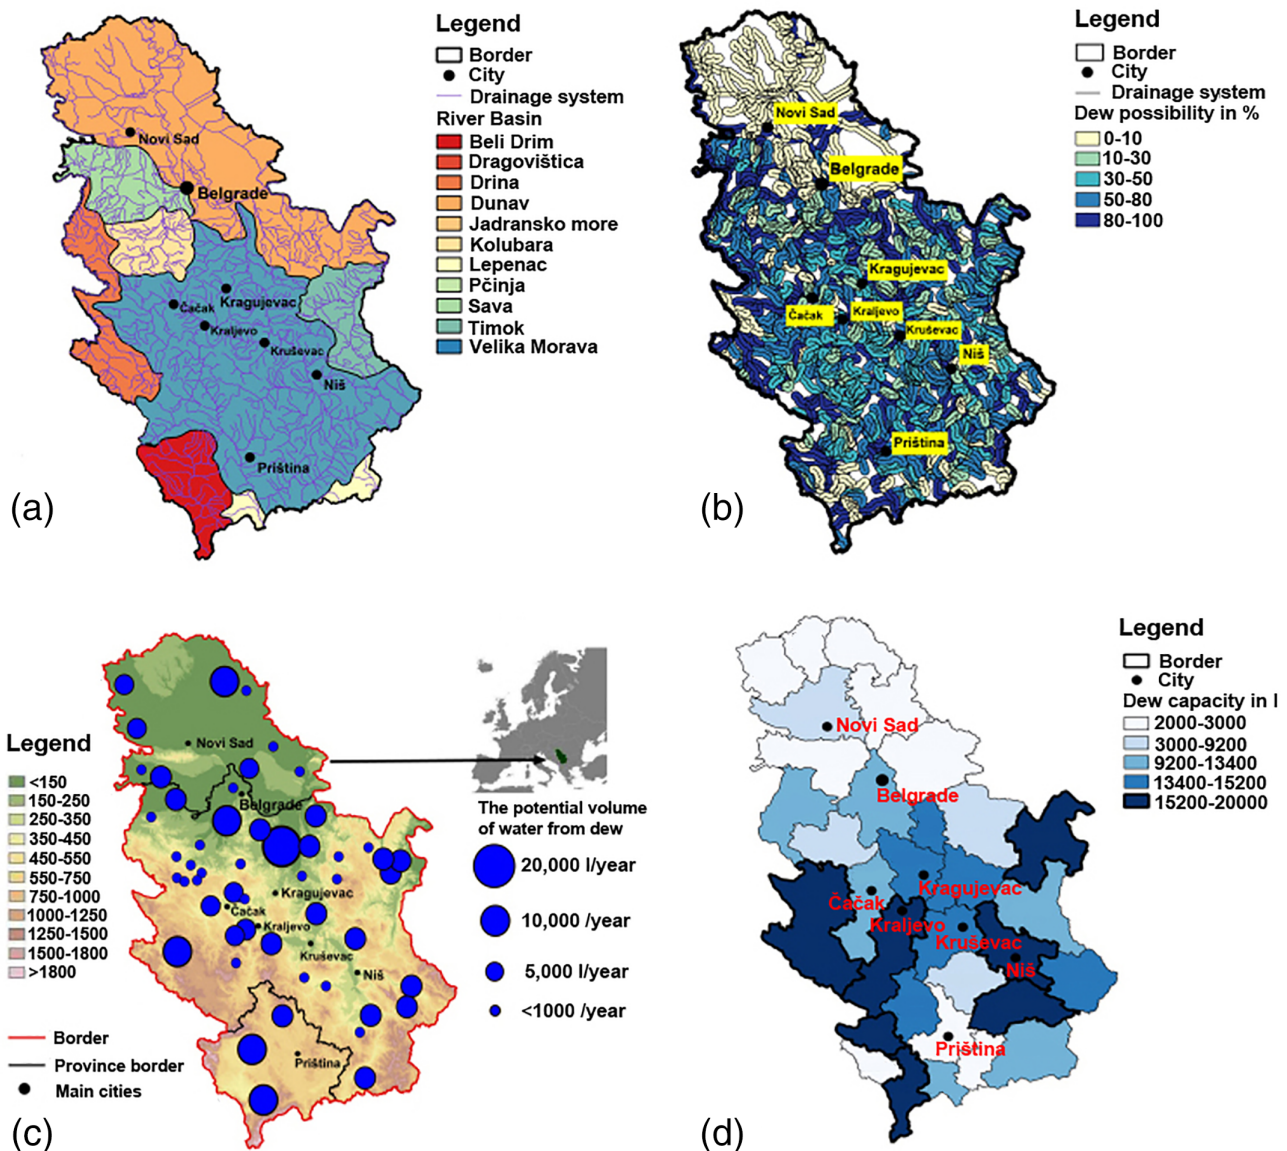 Legend
Border
City
Drainage system
River Basin
Beli Drim
Dragovištica
Drina
Dunav
Jadransko more
Kolubara
Lepenac
Pčinja
Sava
Timok
Velika Morava
Novi Sad
Belgrade
Kragujevac
Čačak
Kraljevo
Kruševac
Niš
Priština
(a)
Legend
Border
City
Drainage system
Dew possibility in %
0-10
10-30
30-50
50-80
80-100
Novi Sad
Belgrade
Kragujevac
Čačak
Kraljevo
Kruševac
Niš
Priština
(b)
Legend
<150
150-250
250-350
350-450
450-550
550-750
750-1000
1000-1250
1250-1500
1500-1800
>1800
Border
Province border
Main cities
Novi Sad
Belgrade
Kragujevac
Čačak
Kraljevo
Kruševac
Niš
Priština
The potential volume
of water from dew
20,000 l/year
10,000 /year
5,000 l/year
<1000 /year
(c)
Legend
Border
City
Dew capacity in l
2000-3000
3000-9200
9200-13400
13400-15200
15200-20000
Novi Sad
Belgrade
Kragujevac
Čačak
Kraljevo
Kruševac
Niš
Priština
(d)